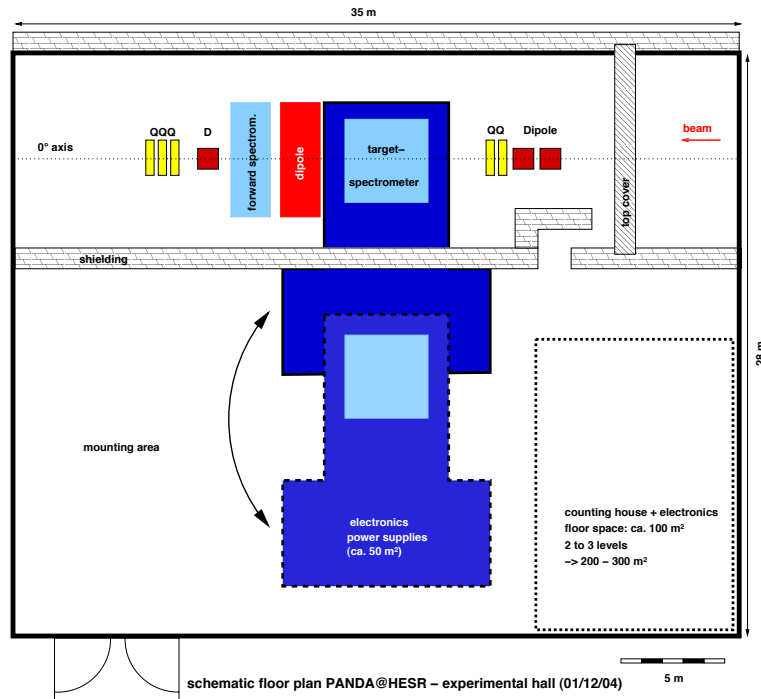 35 m
QQQ
D
QQ
Dipole
beam
0° axis
forward spectrom.
dipole
target–
spectrometer
top cover
shielding
28 m
mounting area
electronics
power supplies
(ca. 50 m²)
counting house + electronics
floor space: ca. 100 m²
2 to 3 levels
–> 200 – 300 m²
schematic floor plan PANDA@HESR – experimental hall (01/12/04)
5 m